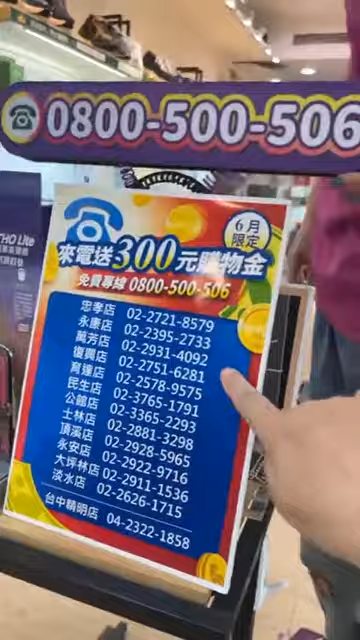 0800-500-506
6月
限定
來電送300元購物金
免費專線 0800-500-506
忠孝店 02-2721-8579
永康店 02-2395-2733
萬芳店 02-2931-4092
復興店 02-2751-6281
育達店 02-2578-9575
民生店 02-3765-1791
公館店 02-3365-2293
士林店 02-2881-3298
頂溪店 02-2928-5965
永安店 02-2922-9716
大坪林店 02-2911-1536
淡水店 02-2626-1715
台中精明店 04-2322-1858
HO Lite